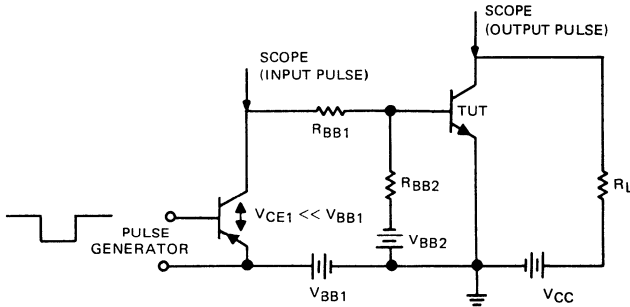 SCOPE
(OUTPUT PULSE)
SCOPE
(INPUT PULSE)
TUT
RBB1
RBB2
RL
VCE1 << VBB1
PULSE
GENERATOR
VBB2
VBB1
VCC